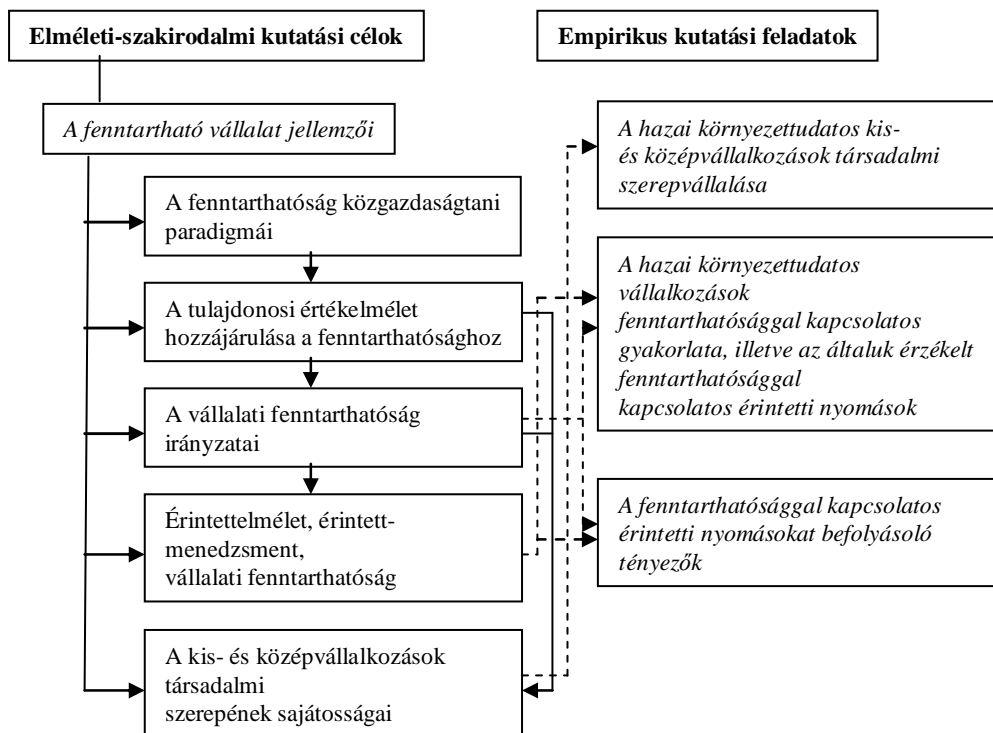 Elméleti-szakirodalmi kutatási célok
A fenntartható vállalat jellemzői
A fenntarthatóság közgazdaságtani
paradigmái
A tulajdonosi értékelmélet
hozzájárulása a fenntarthatósághoz
A vállalati fenntarthatóság
irányzatai
Érintettelmélet, érintett-
menedzsment,
vállalati fenntarthatóság
A kis- és középvállalkozások
társadalmi
szerepének sajátosságai
Empirikus kutatási feladatok
A hazai környezettudatos kis-
és középvállalkozások társadalmi
szerepvállalása
A hazai környezettudatos
vállalkozások
fenntarthatósággal kapcsolatos
gyakorlata, illetve az általuk érzékelt
fenntarthatósággal
kapcsolatos érintetti nyomások
A fenntarthatósággal kapcsolatos
érintetti nyomásokat befolyásoló
tényezők